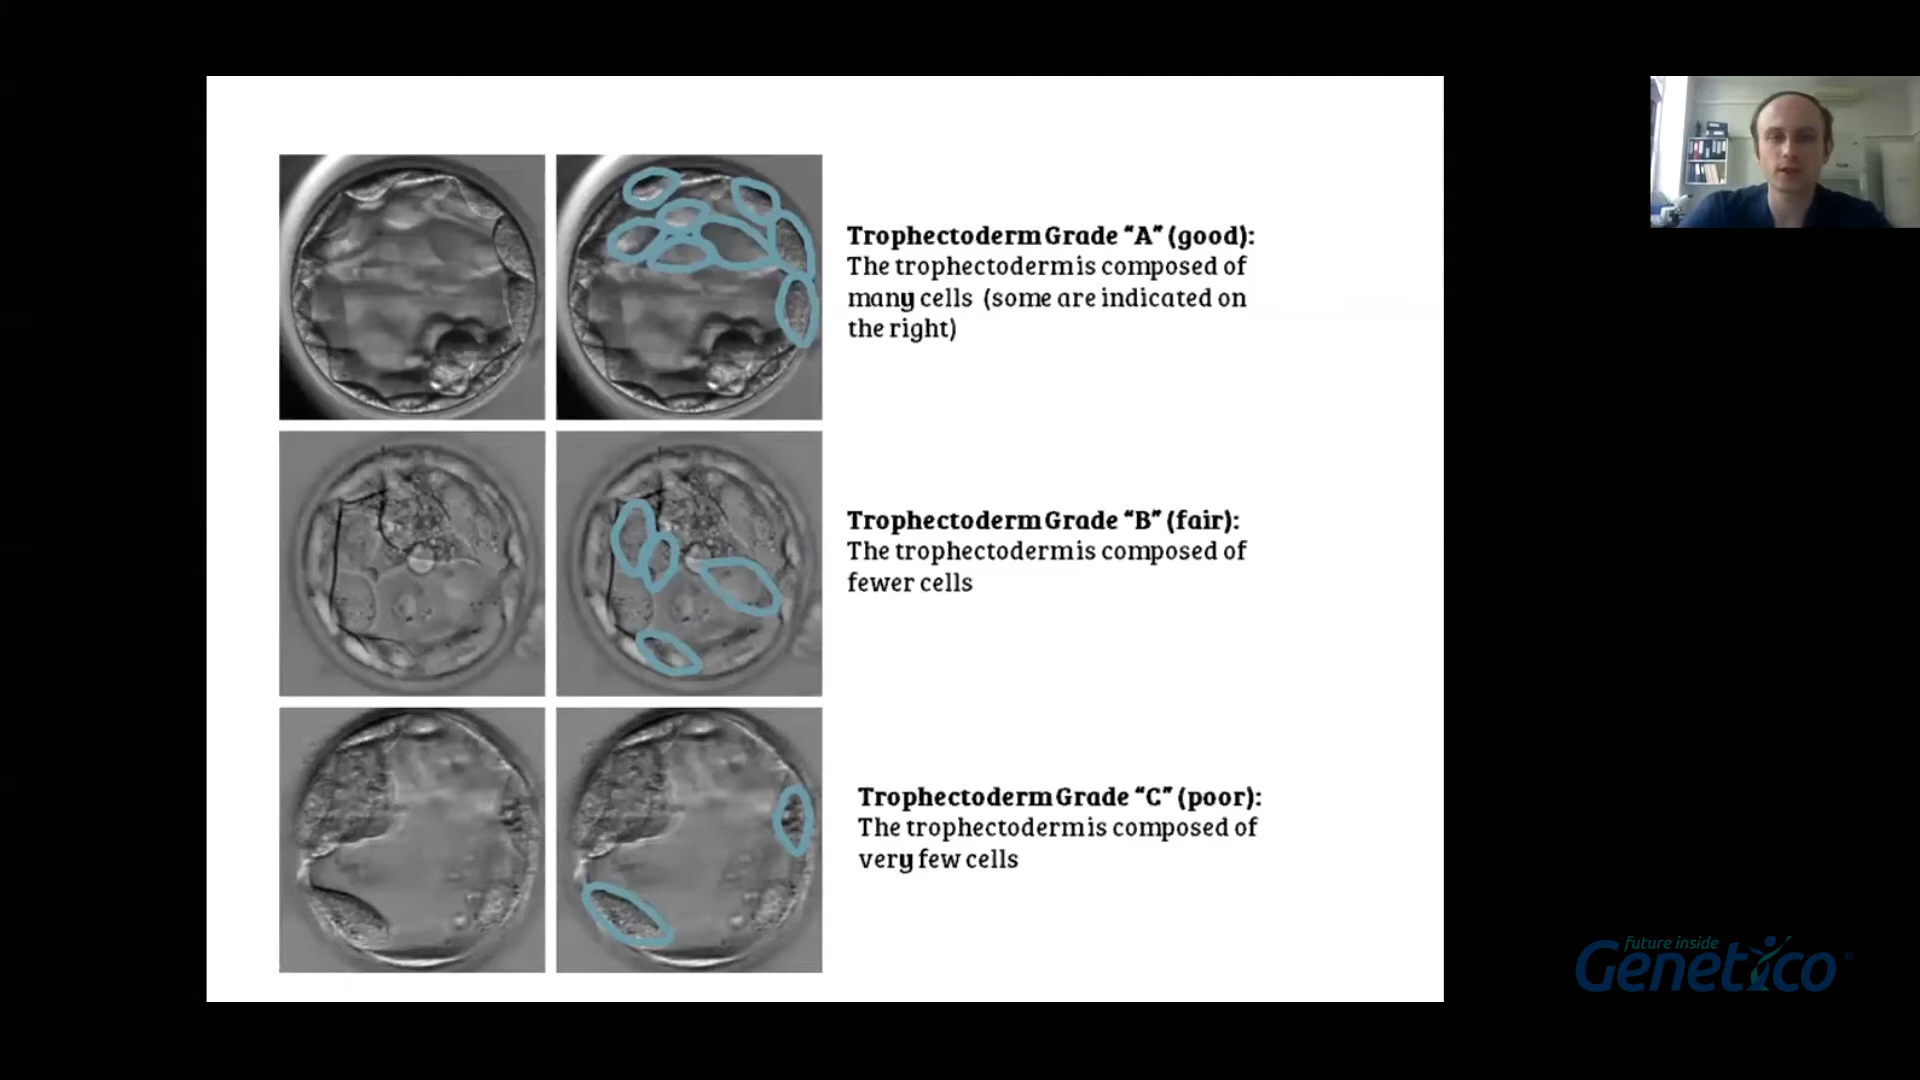 Trophectoderm Grade “A” (good):
The trophectoderm is composed of
many cells (some are indicated on
the right)
Trophectoderm Grade “B” (fair):
The trophectoderm is composed of
fewer cells
Trophectoderm Grade “C” (poor):
The trophectoderm is composed of
very few cells
future inside
Genetico®